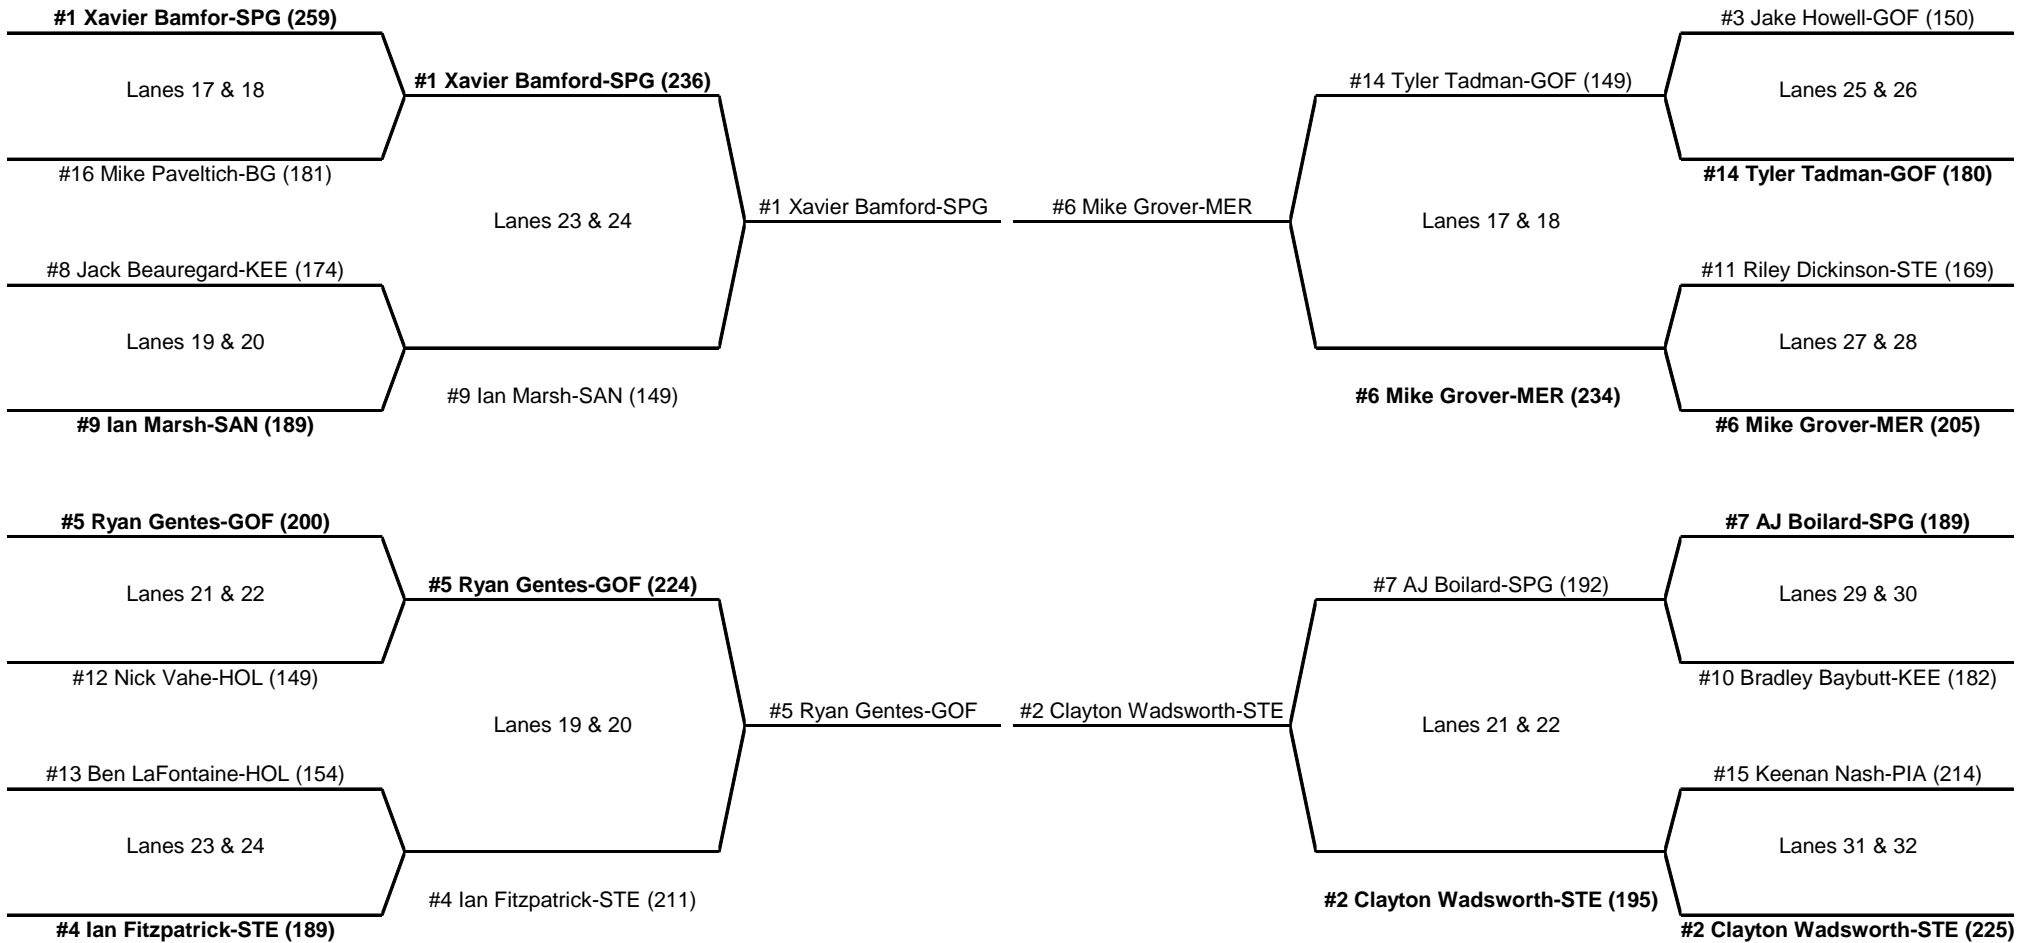 #1 Xavier Bamfor-SPG (259)
Lanes 17 & 18
#16 Mike Paveltich-BG (181)
#8 Jack Beauregard-KEE (174)
Lanes 19 & 20
#9 Ian Marsh-SAN (189)
#5 Ryan Gentes-GOF (200)
Lanes 21 & 22
#12 Nick Vahe-HOL (149)
#13 Ben LaFontaine-HOL (154)
Lanes 23 & 24
#4 Ian Fitzpatrick-STE (189)
#1 Xavier Bamford-SPG (236)
Lanes 23 & 24
#9 Ian Marsh-SAN (149)
#5 Ryan Gentes-GOF (224)
Lanes 19 & 20
#4 Ian Fitzpatrick-STE (211)
#1 Xavier Bamford-SPG
#5 Ryan Gentes-GOF
#6 Mike Grover-MER
#2 Clayton Wadsworth-STE
#14 Tyler Tadman-GOF (149)
Lanes 17 & 18
#6 Mike Grover-MER (234)
#7 AJ Boilard-SPG (192)
Lanes 21 & 22
#2 Clayton Wadsworth-STE (195)
#3 Jake Howell-GOF (150)
Lanes 25 & 26
#14 Tyler Tadman-GOF (180)
#11 Riley Dickinson-STE (169)
Lanes 27 & 28
#6 Mike Grover-MER (205)
#7 AJ Boilard-SPG (189)
Lanes 29 & 30
#10 Bradley Baybutt-KEE (182)
#15 Keenan Nash-PIA (214)
Lanes 31 & 32
#2 Clayton Wadsworth-STE (225)